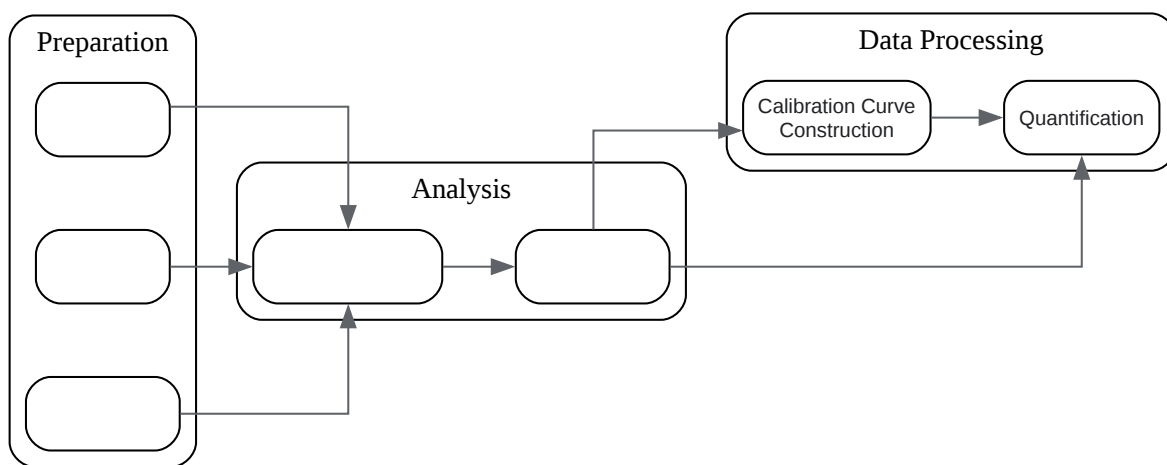 Preparation
Analysis
Data Processing
Calibration Curve
Construction
Quantification